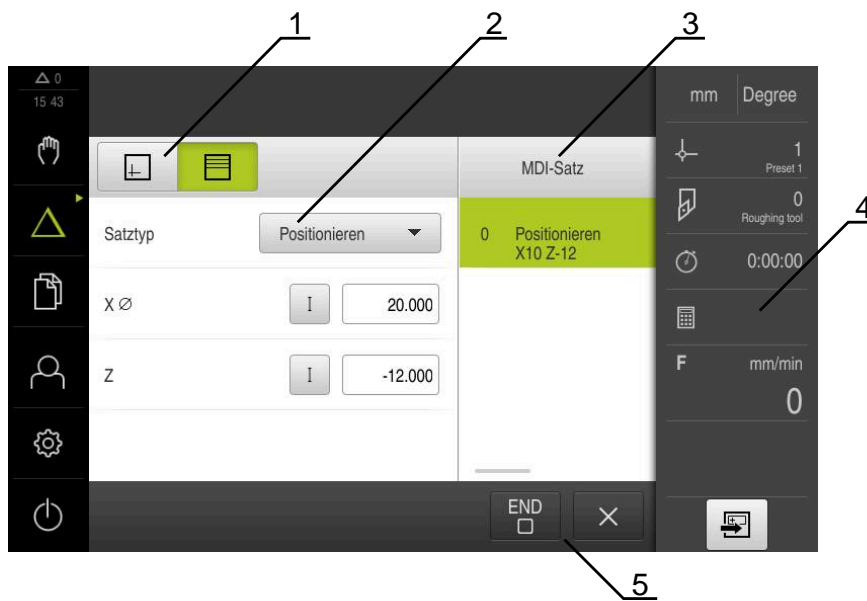 1
2
3
0
15 43
mm
Degree
1
Preset 1
MDI-Satz
0
Roughing tool
4
Satztyp
Positionieren
0 Positionieren
X10 Z-12
0:00:00
X Ø
I
20.000
Z
I
-12.000
F
mm/min
0
END
5